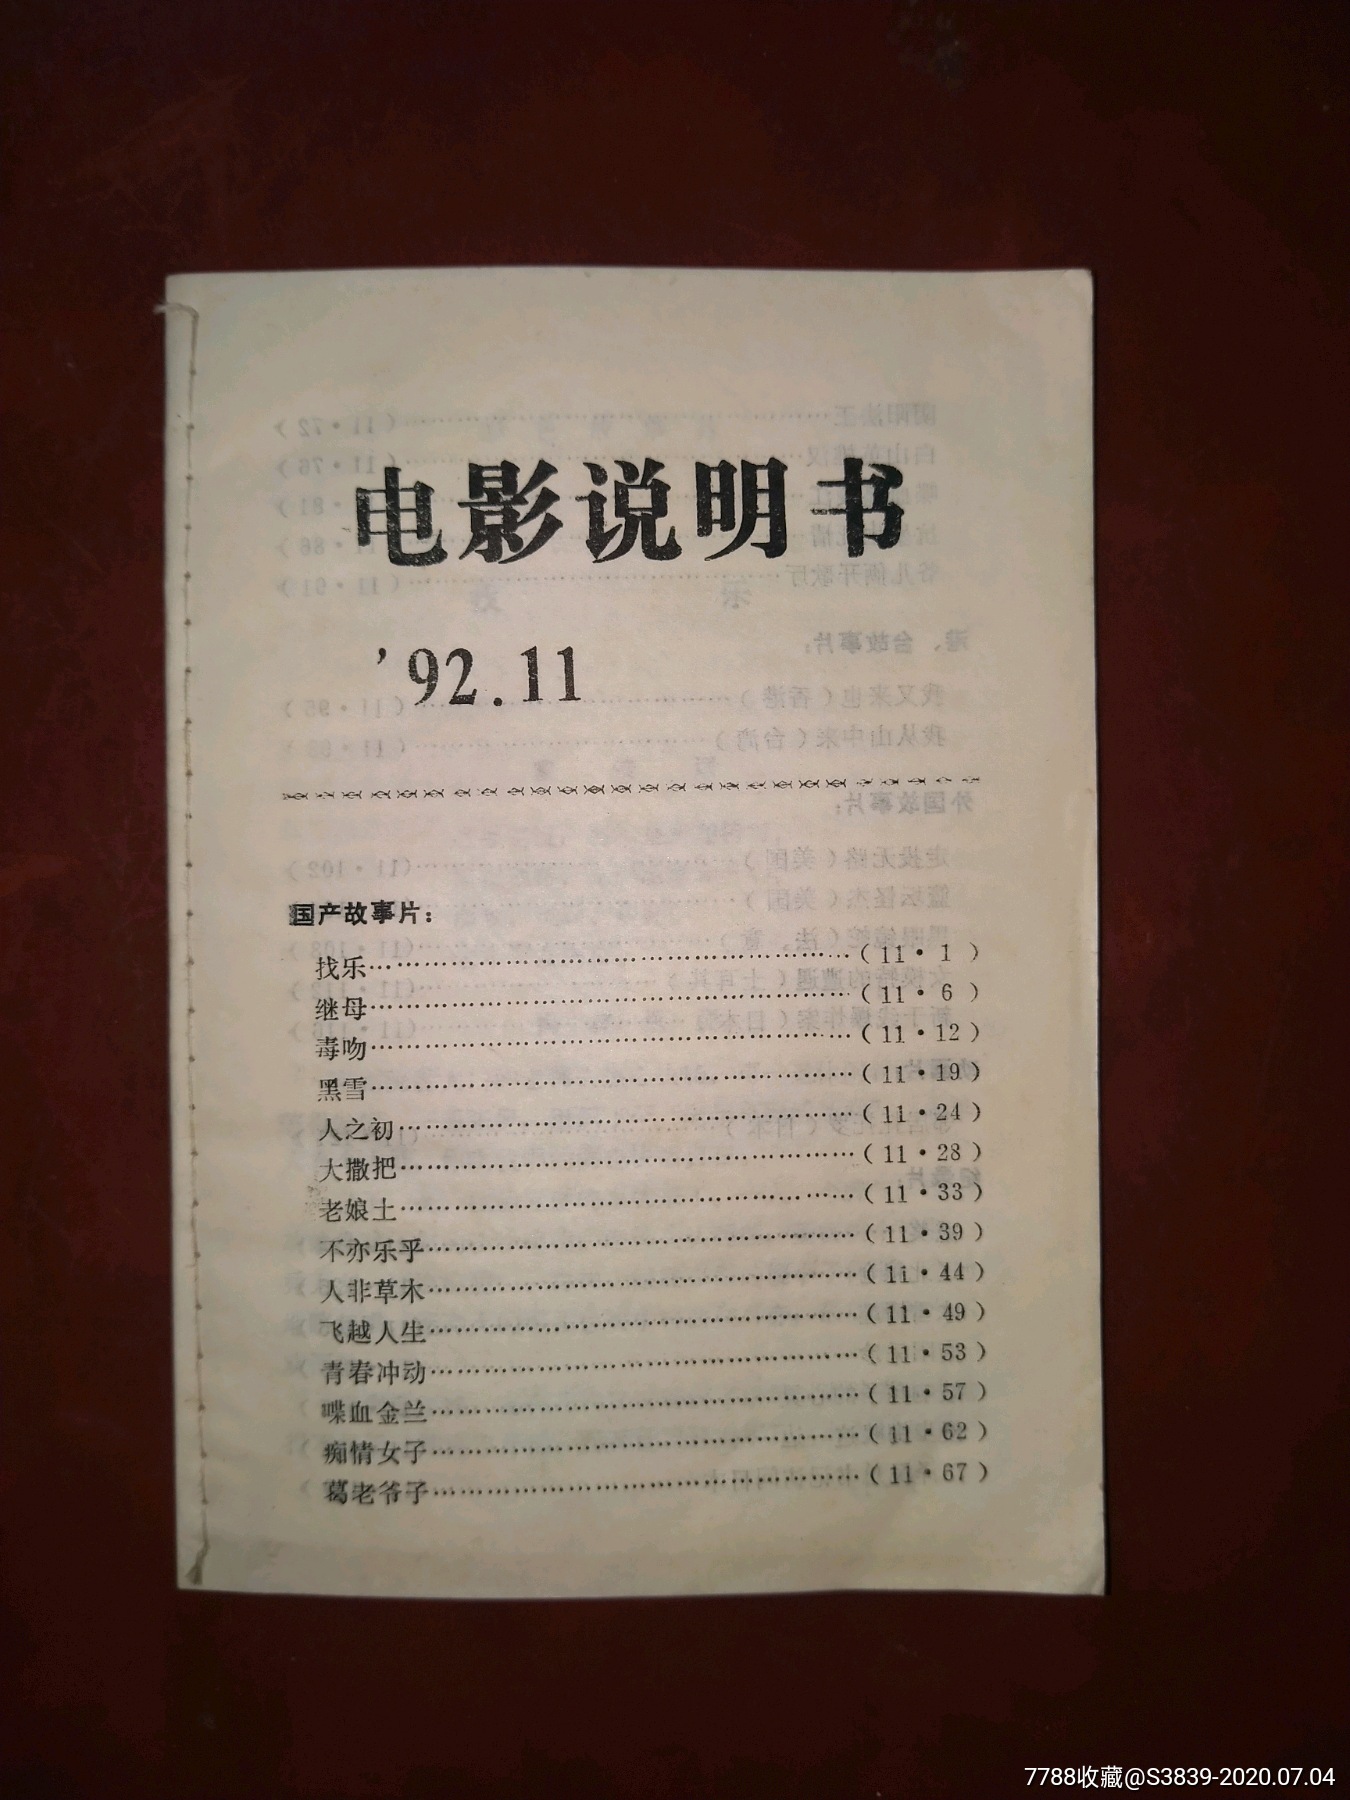 电影说明书
’92.11
国产故事片：
找乐……………………………………………（11·1）
继母……………………………………………（11·6）
毒吻……………………………………………（11·12）
黑雪……………………………………………（11·19）
人之初…………………………………………（11·24）
大撒把…………………………………………（11·28）
老娘土…………………………………………（11·33）
不亦乐乎………………………………………（11·39）
人非草木………………………………………（11·44）
飞越人生………………………………………（11·49）
青春冲动………………………………………（11·53）
喋血金兰………………………………………（11·57）
痴情女子………………………………………（11·62）
葛老爷子………………………………………（11·67）
7788收藏@S3839-2020.07.04